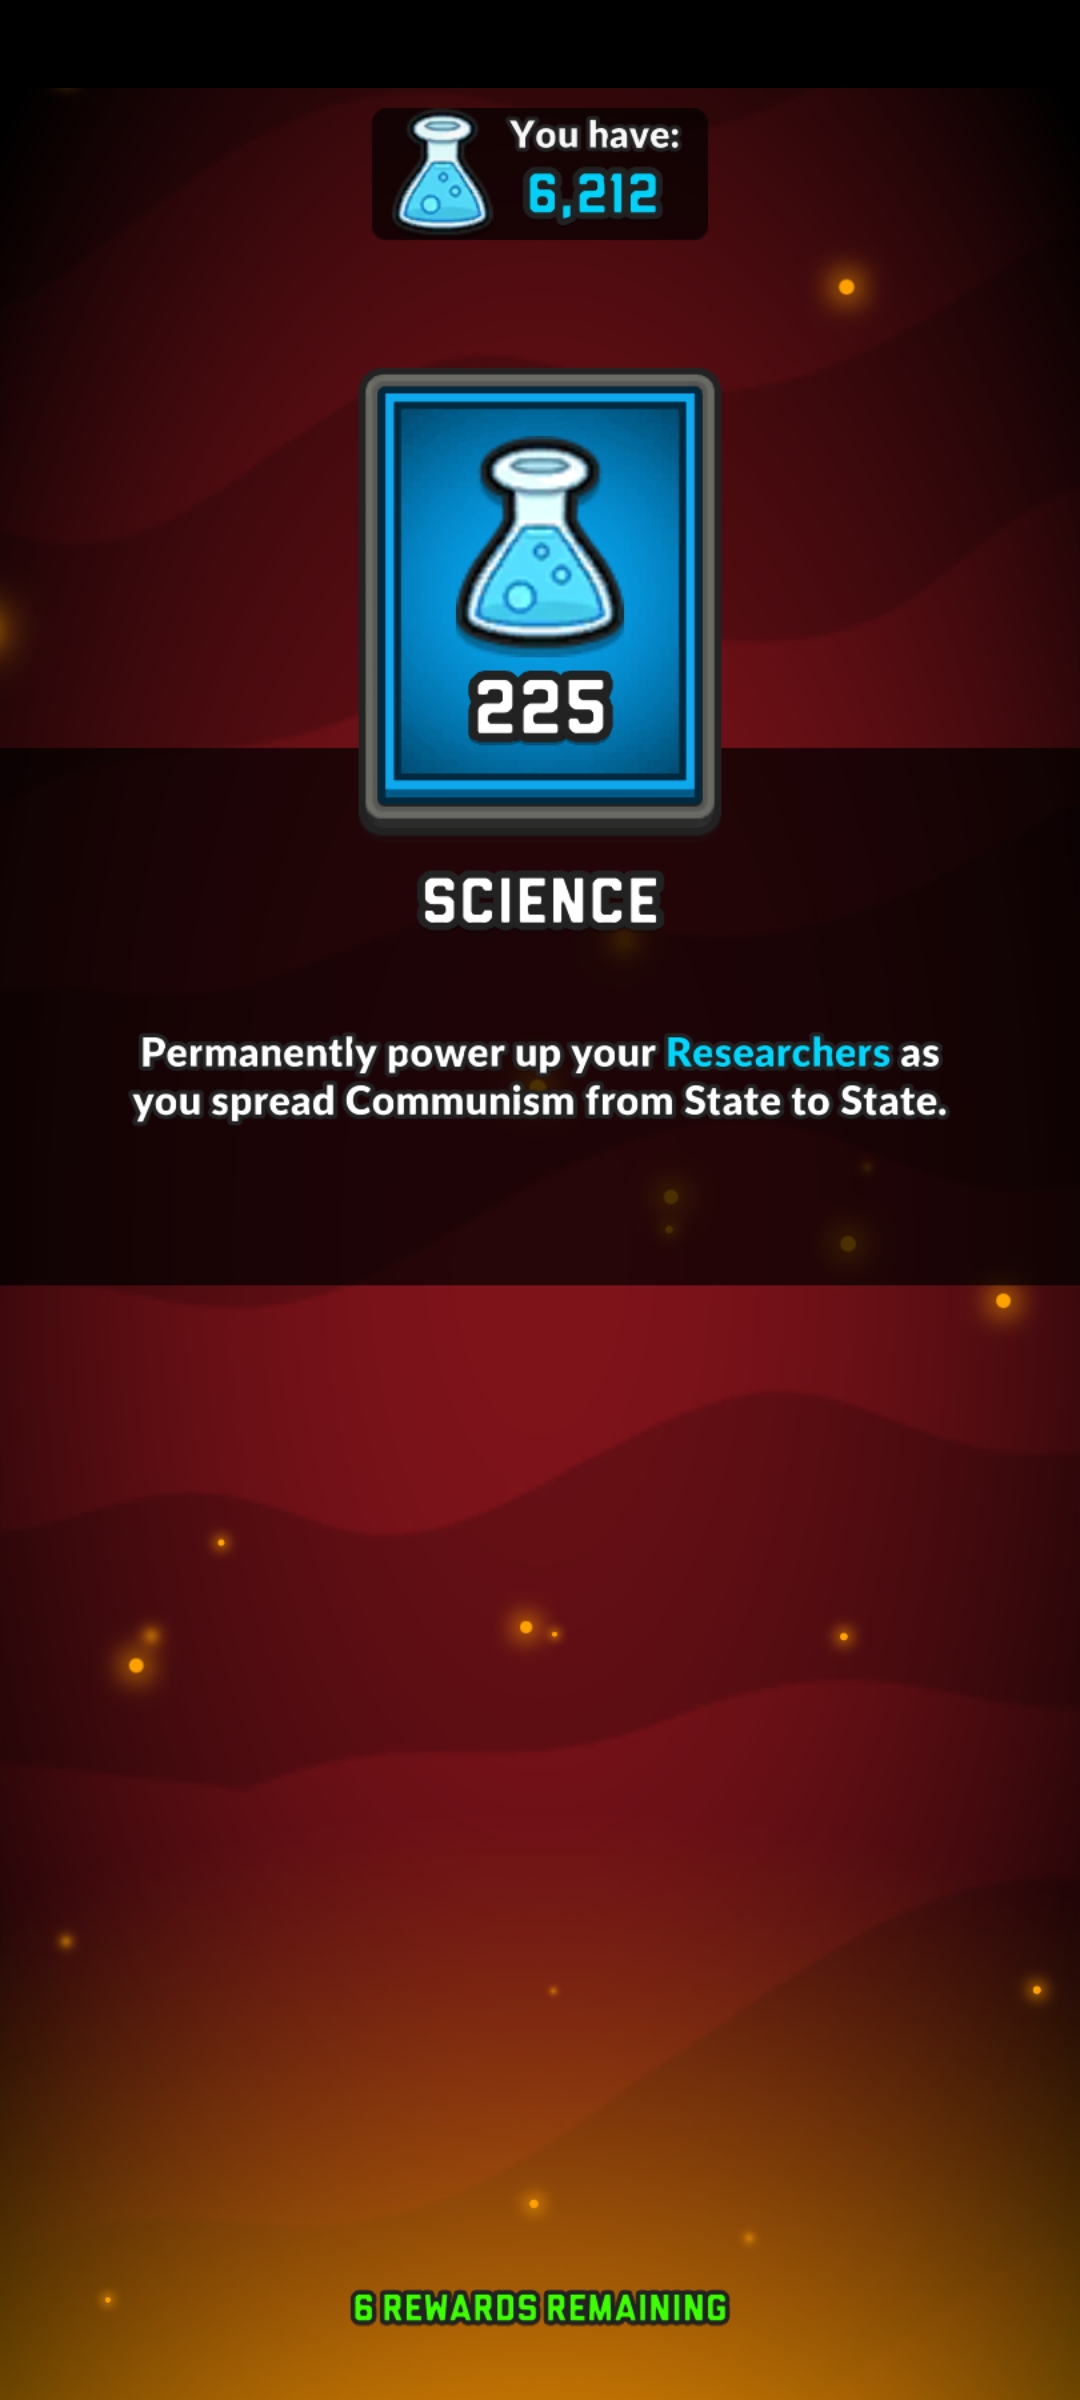 You have:
6,212
225
SCIENCE
Permanently power up your Researchers as
you spread Communism from State to State.
6 REWARDS REMAINING